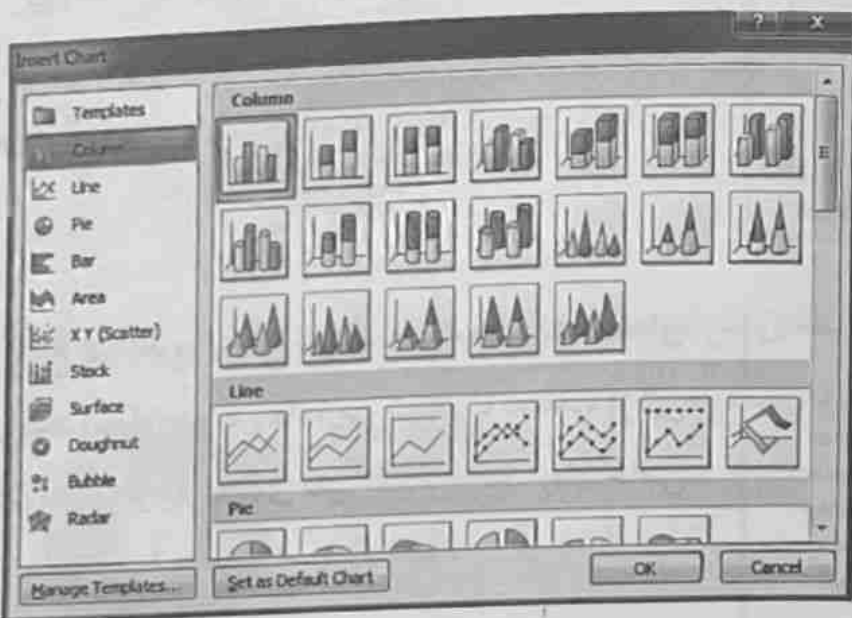 Insert Chart
? X
Templates
Column
Line
Pie
Bar
Area
X Y (Scatter)
Stock
Surface
Doughnut
Bubble
Radar
Manage Templates...
Column
Line
Pie
Set as Default Chart
OK
Cancel